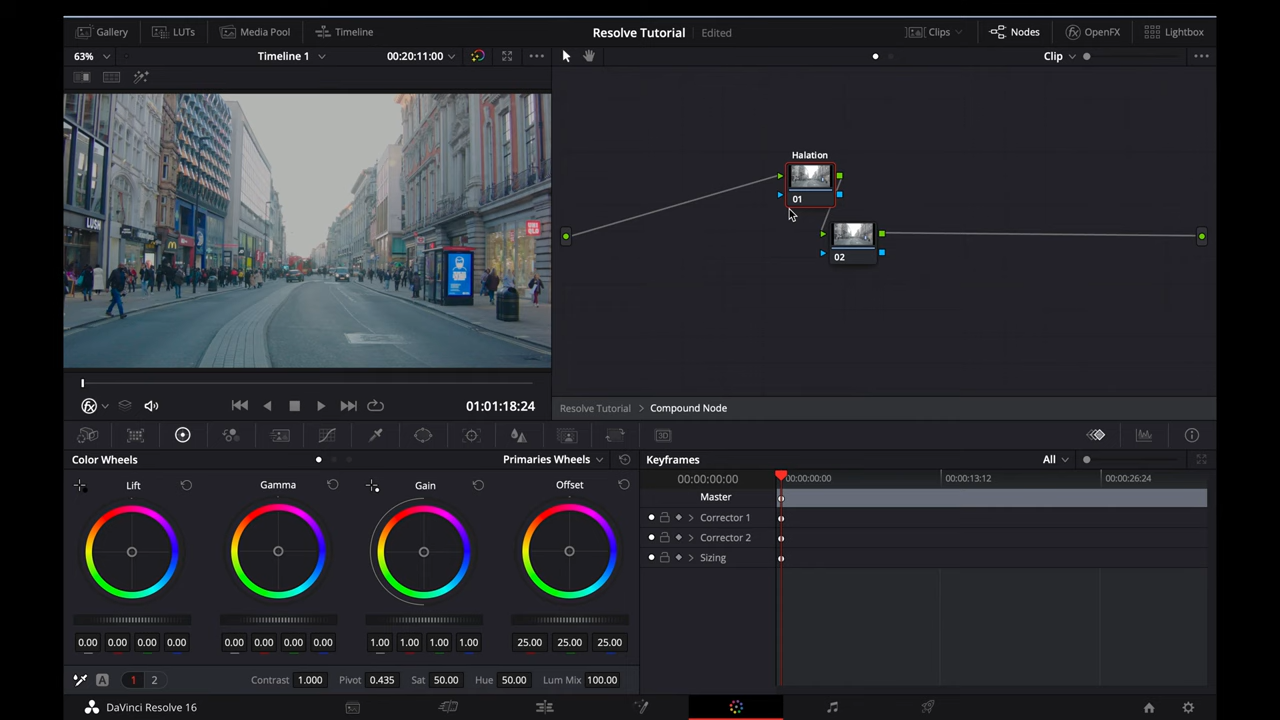 Gallery LUTs Media Pool Timeline Resolve Tutorial Edited Clips Nodes OpenFX Lightbox
63% Timeline 1 00:20:11:00 Clip
Halation
01
02
LUSH
01:01:18:24
Resolve Tutorial > Compound Node
Color Wheels Primaries Wheels Keyframes All
00:00:00:00 00:00:00:00 00:00:13:12 00:00:26:24
Lift Gamma Gain Offset
Master
Corrector 1
Corrector 2
Sizing
0.00 0.00 0.00 0.00 0.00 0.00 0.00 0.00 1.00 1.00 1.00 1.00 25.00 25.00 25.00
A 1 2 Contrast 1.000 Pivot 0.435 Sat 50.00 Hue 50.00 Lum Mix 100.00
DaVinci Resolve 16